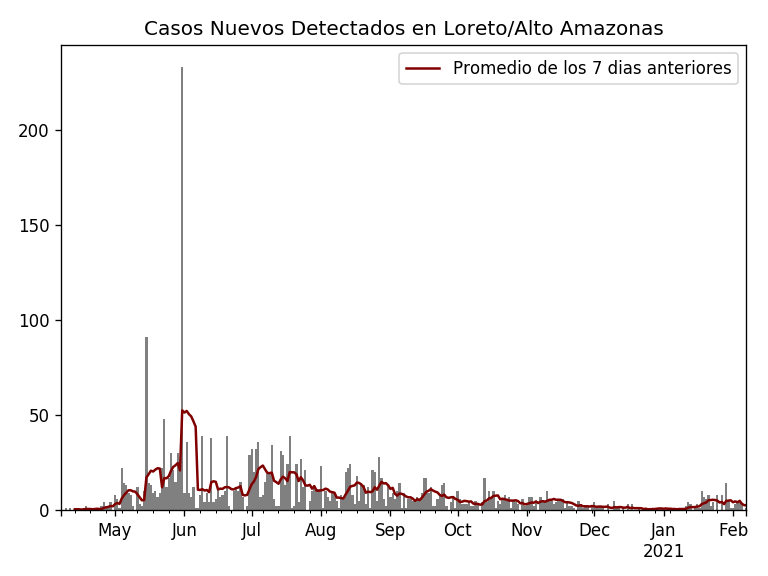 Casos Nuevos Detectados en Loreto/Alto Amazonas
Promedio de los 7 dias anteriores
200
150
100
50
0
May Jun Jul Aug Sep Oct Nov Dec Jan Feb
2021